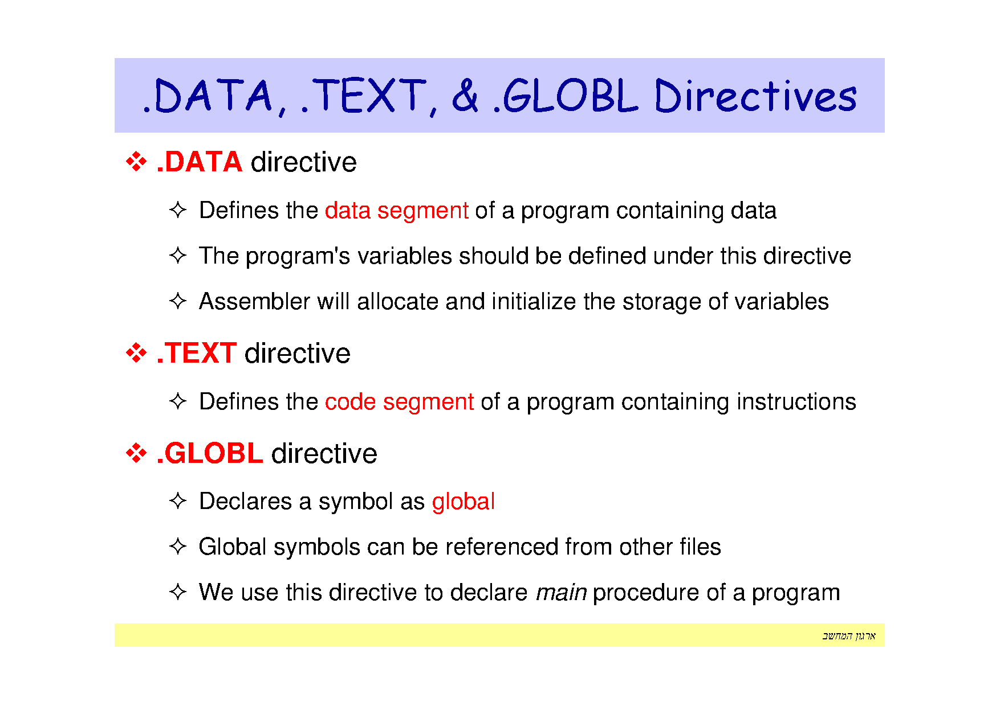 .DATA, .TEXT, & .GLOBL Directives
❖ .DATA directive
✧ Defines the data segment of a program containing data
✧ The program's variables should be defined under this directive
✧ Assembler will allocate and initialize the storage of variables
❖ .TEXT directive
✧ Defines the code segment of a program containing instructions
❖ .GLOBL directive
✧ Declares a symbol as global
✧ Global symbols can be referenced from other files
✧ We use this directive to declare main procedure of a program
ארגון המחשב